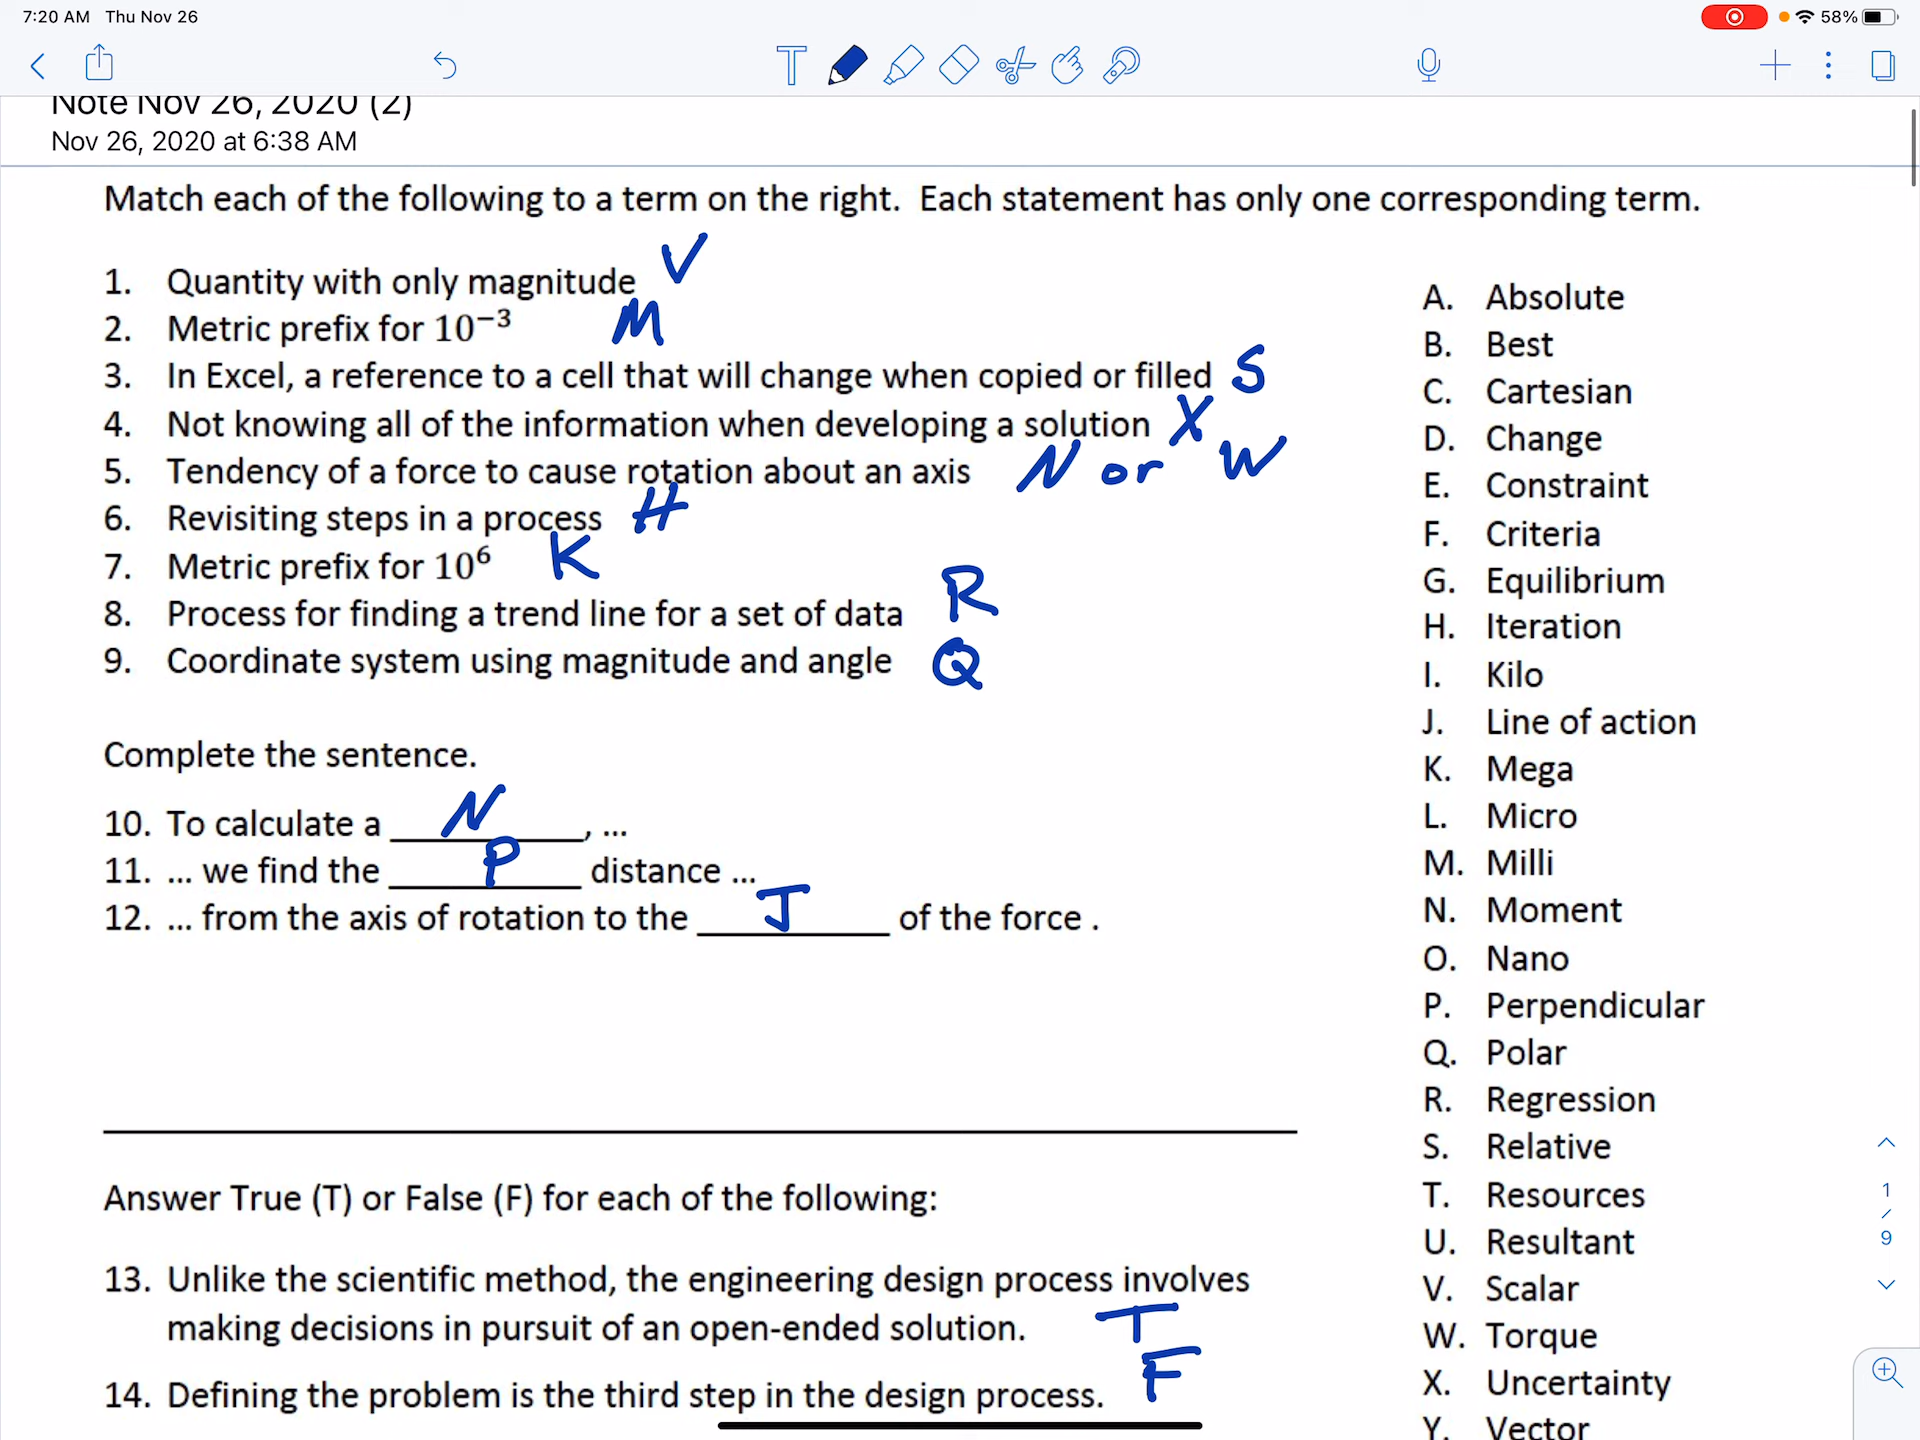 7:20 AM Thu Nov 26
58%
Note Nov 26, 2020 (2)
Nov 26, 2020 at 6:38 AM
Match each of the following to a term on the right. Each statement has only one corresponding term.
1. Quantity with only magnitude V
2. Metric prefix for 10⁻³ M
3. In Excel, a reference to a cell that will change when copied or filled S
4. Not knowing all of the information when developing a solution X
5. Tendency of a force to cause rotation about an axis N or W
6. Revisiting steps in a process H
7. Metric prefix for 10⁶ K
8. Process for finding a trend line for a set of data R
9. Coordinate system using magnitude and angle Q
Complete the sentence.
10. To calculate a N, ...
11. ... we find the P distance ...
12. ... from the axis of rotation to the J of the force .
Answer True (T) or False (F) for each of the following:
13. Unlike the scientific method, the engineering design process involves
making decisions in pursuit of an open-ended solution. T
14. Defining the problem is the third step in the design process. F
A. Absolute
B. Best
C. Cartesian
D. Change
E. Constraint
F. Criteria
G. Equilibrium
H. Iteration
I. Kilo
J. Line of action
K. Mega
L. Micro
M. Milli
N. Moment
O. Nano
P. Perpendicular
Q. Polar
R. Regression
S. Relative
T. Resources
U. Resultant
V. Scalar
W. Torque
X. Uncertainty
Y. Vector
1
/
9